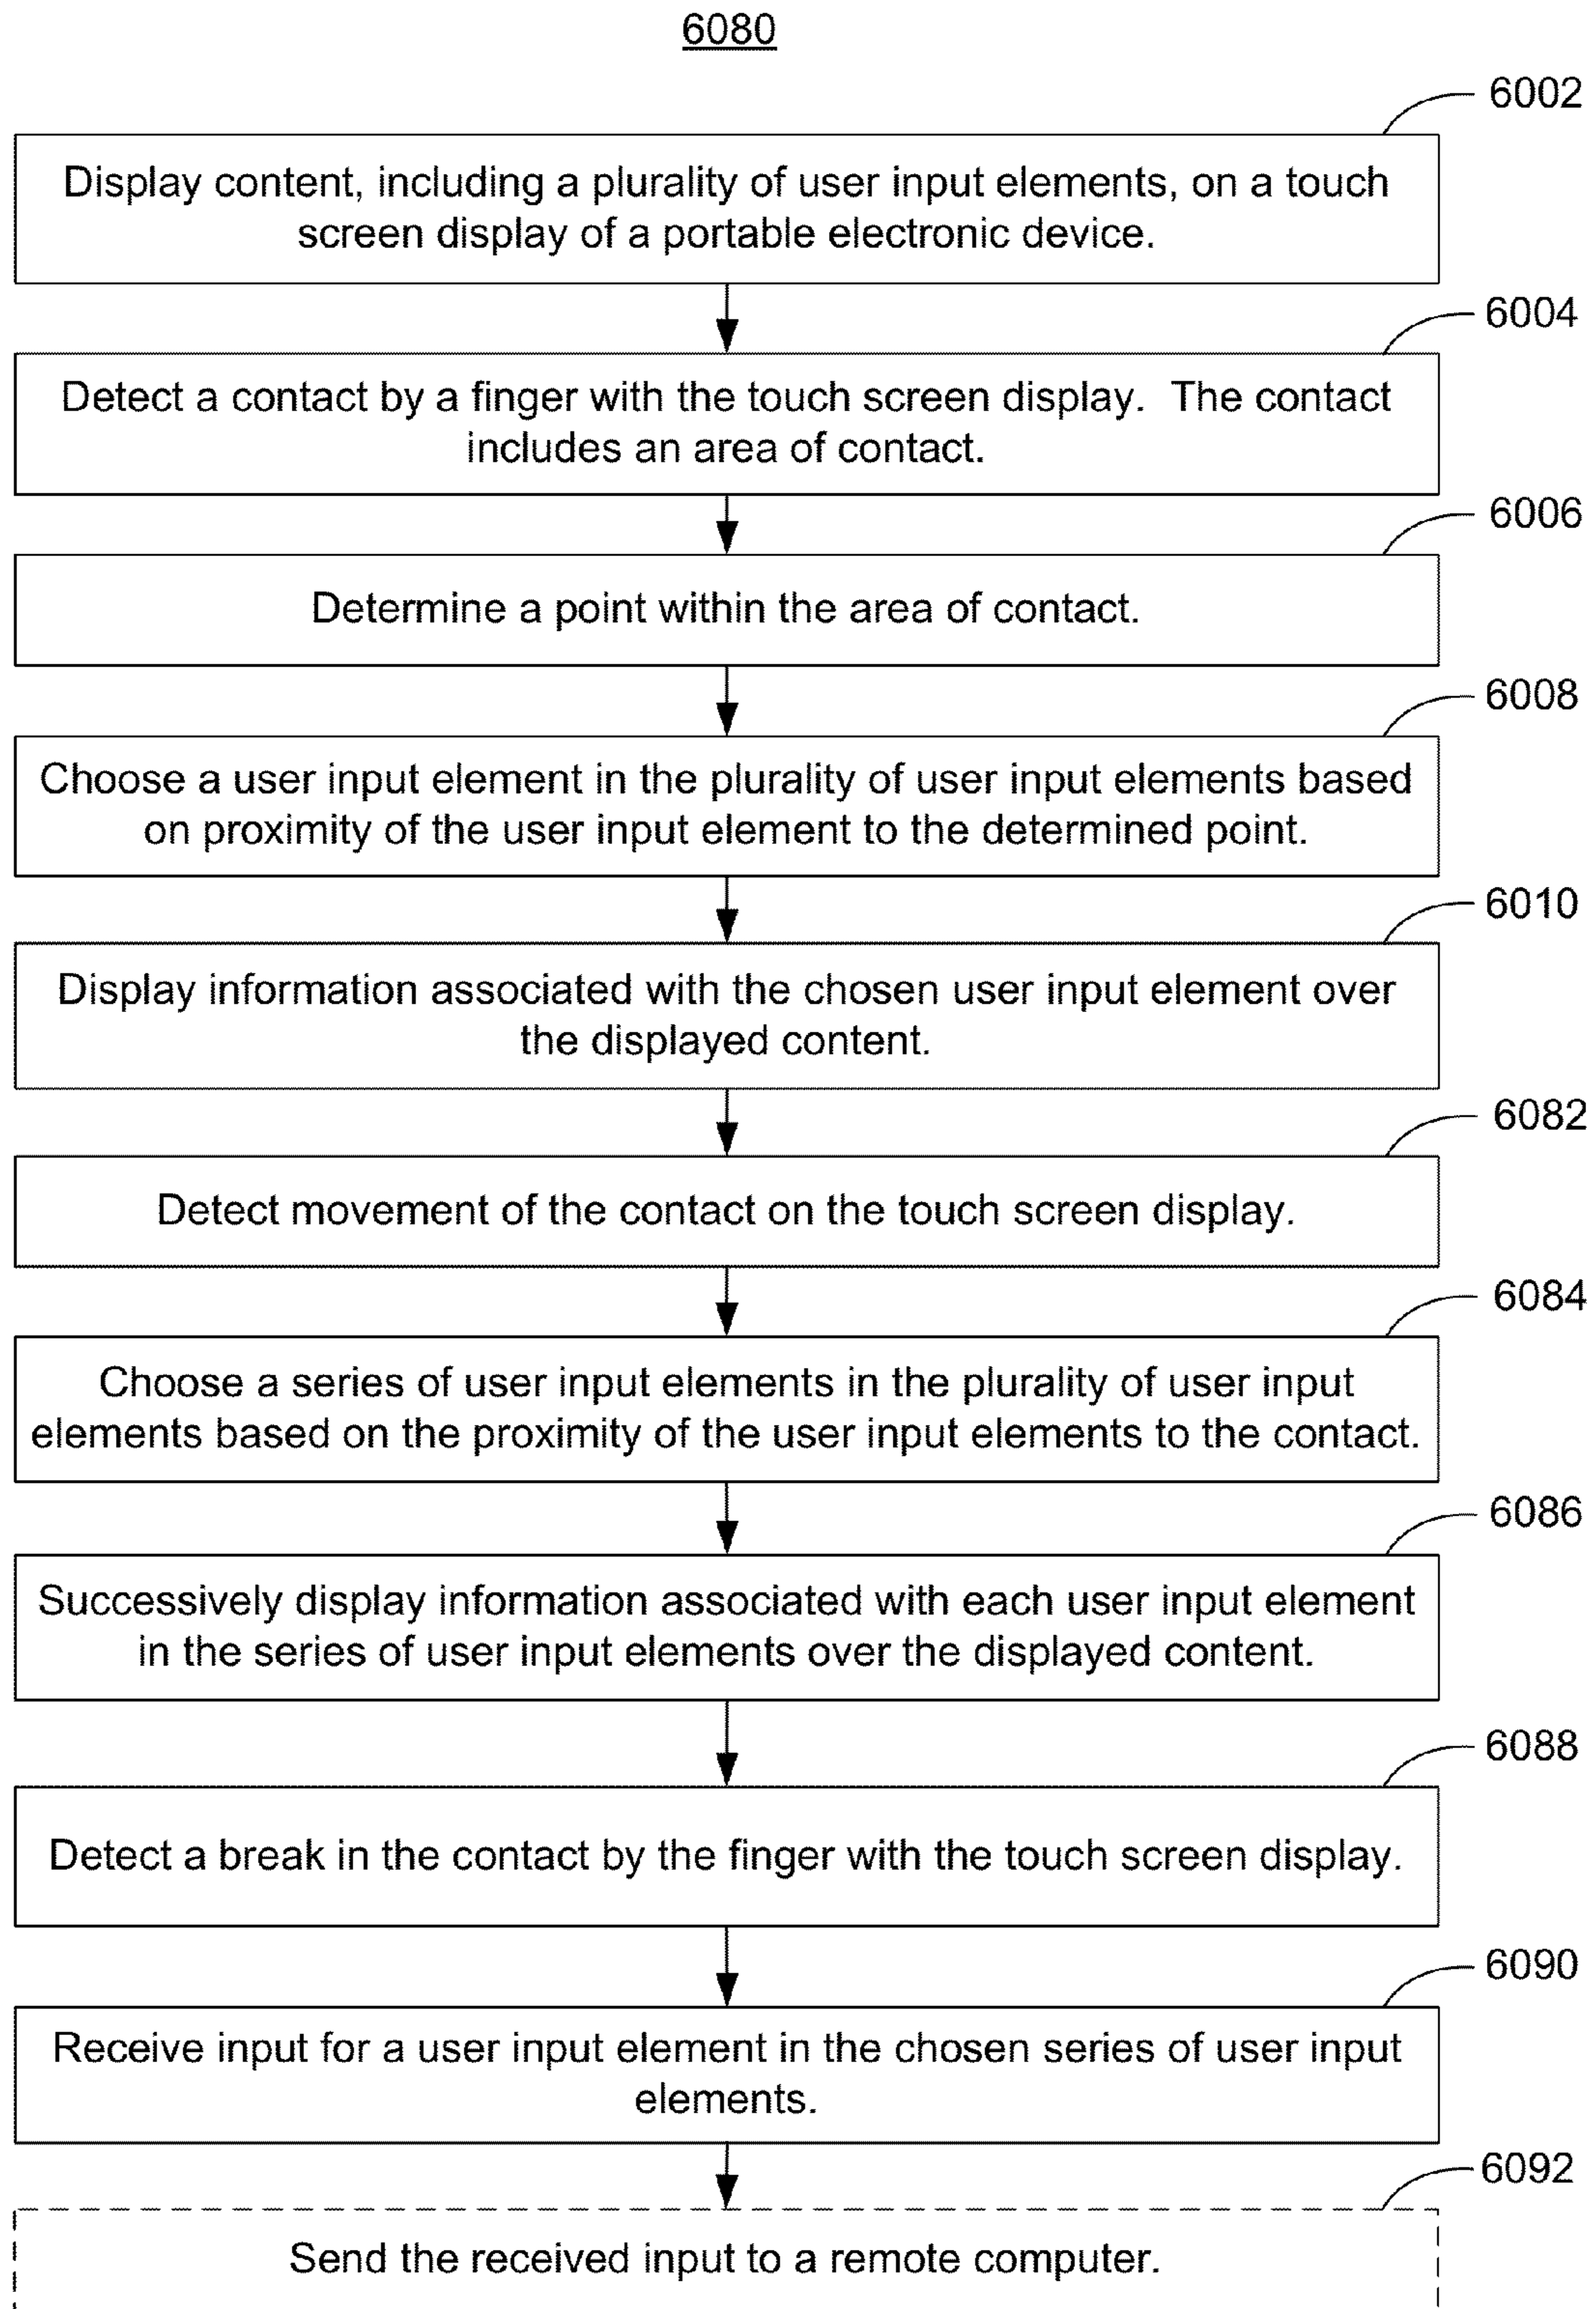 6080
6002
Display content, including a plurality of user input elements, on a touch
screen display of a portable electronic device.
6004
Detect a contact by a finger with the touch screen display.  The contact
includes an area of contact.
6006
Determine a point within the area of contact.
6008
Choose a user input element in the plurality of user input elements based
on proximity of the user input element to the determined point.
6010
Display information associated with the chosen user input element over
the displayed content.
6082
Detect movement of the contact on the touch screen display.
6084
Choose a series of user input elements in the plurality of user input
elements based on the proximity of the user input elements to the contact.
6086
Successively display information associated with each user input element
in the series of user input elements over the displayed content.
6088
Detect a break in the contact by the finger with the touch screen display.
6090
Receive input for a user input element in the chosen series of user input
elements.
6092
Send the received input to a remote computer.